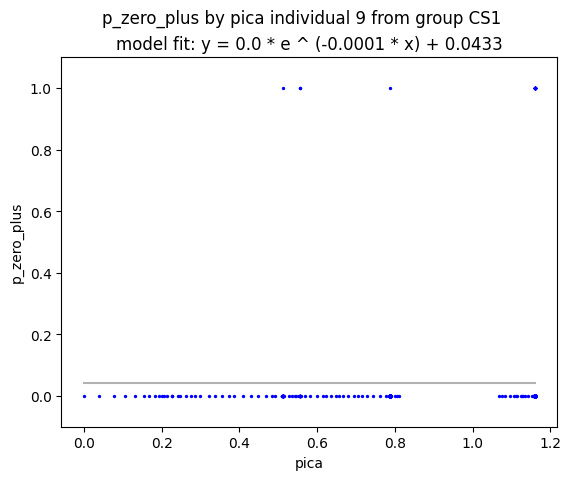 p_zero_plus by pica individual 9 from group CS1
model fit: y = 0.0 * e ^ (-0.0001 * x) + 0.0433
1.0
0.8
0.6
0.4
0.2
0.0
p_zero_plus
0.0 0.2 0.4 0.6 0.8 1.0 1.2
pica